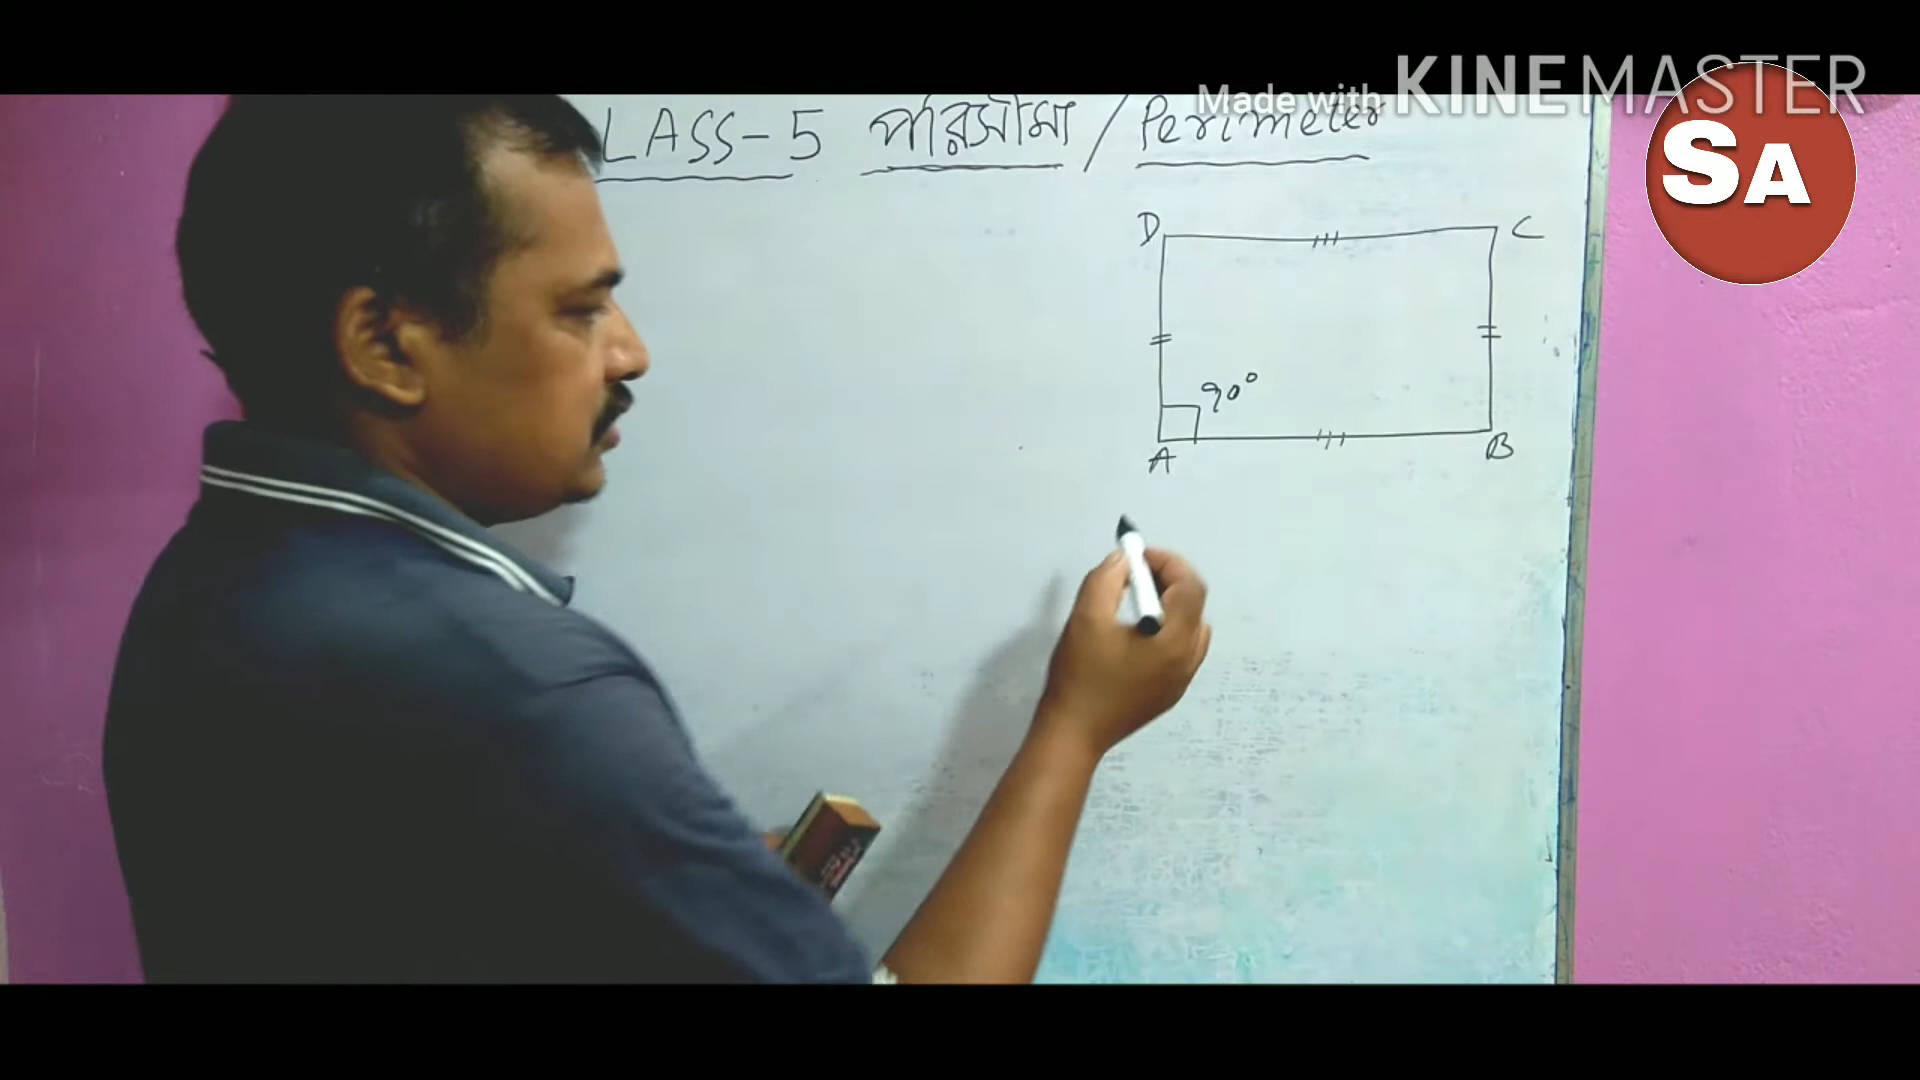 Made with KINEMASTER
SA
LASS-5 পরিসীমা / Perimeter
D C
90°
A B